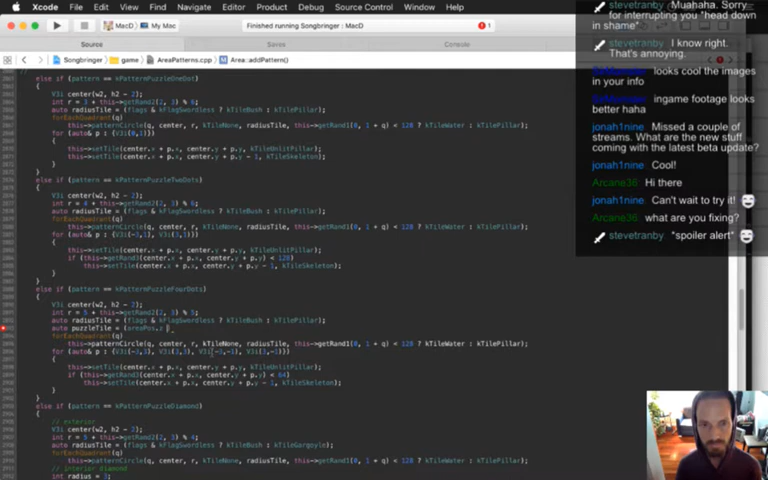 Xcode File Edit View Find Navigate Editor Product Debug Source Control Window Help
MacD My Mac Finished running Songbringer : MacD 1
Source Saves Console
Songbringer game AreaPatterns.cpp Area::addPattern()
else if (pattern == kPatternPuzzleOneDot)
{
V3i center(w2, h2 - 2);
int r = 3 + this->getRand2(2, 3) % 6;
auto radiusTile = (flags & kFlagSwordless ? kTileBush : kTilePillar);
forEachQuadrant(q)
this->patternCircle(q, center, r, kTileNone, radiusTile, this->getRand1(0, 1 + q) < 128 ? kTileWater : kTilePillar);
for (auto& p : {V3i(0,1)})
{
this->setTile(center.x + p.x, center.y + p.y, kTileUnlitPillar);
this->setTile(center.x + p.x, center.y + p.y - 1, kTileSkeleton);
}
}
else if (pattern == kPatternPuzzleTwoDots)
{
V3i center(w2, h2 - 2);
int r = 4 + this->getRand2(2, 3) % 6;
auto radiusTile = (flags & kFlagSwordless ? kTileBush : kTilePillar);
forEachQuadrant(q)
this->patternCircle(q, center, r, kTileNone, radiusTile, this->getRand1(0, 1 + q) < 128 ? kTileWater : kTilePillar);
for (auto& p : {V3i(-3,1), V3i(3,1)})
{
this->setTile(center.x + p.x, center.y + p.y, kTileUnlitPillar);
if (this->getRand3(center.x + p.x, center.y + p.y) < 128)
this->setTile(center.x + p.x, center.y + p.y - 1, kTileSkeleton);
}
}
else if (pattern == kPatternPuzzleFourDots)
{
V3i center(w2, h2 - 2);
int r = 5 + this->getRand2(2, 3) % 5;
auto radiusTile = (flags & kFlagSwordless ? kTileBush : kTilePillar);
auto puzzleTile = (areaPos.z )
forEachQuadrant(q)
this->patternCircle(q, center, r, kTileNone, radiusTile, this->getRand1(0, 1 + q) < 128 ? kTileWater : kTilePillar);
for (auto& p : {V3i(-3,3), V3i(3,3), V3i(-3,-1), V3i(3,-1)})
{
this->setTile(center.x + p.x, center.y + p.y, kTileUnlitPillar);
if (this->getRand3(center.x + p.x, center.y + p.y) < 64)
this->setTile(center.x + p.x, center.y + p.y - 1, kTileSkeleton);
}
}
else if (pattern == kPatternPuzzleDiamond)
{
// exterior
V3i center(w2, h2 - 2);
int r = 5 + this->getRand2(2, 3) % 4;
auto radiusTile = (flags & kFlagSwordless ? kTileBush : kTileGargoyle);
forEachQuadrant(q)
this->patternCircle(q, center, r, kTileNone, radiusTile, this->getRand1(0, 1 + q) < 128 ? kTileWater : kTilePillar);
// interior diamond
int radius = 3;
Muahaha. Sorry
for interrupting you *head down
in shame*
stevetranby I know right.
That's annoying.
looks cool the images
in your info
ingame footage looks
better haha
jonah1nine Missed a couple of
streams. What are the new stuff
coming with the latest beta update?
jonah1nine Cool!
Arcane36 Hi there
jonah1nine Can't wait to try it!
Arcane36 what are you fixing?
stevetranby *spoiler alert*